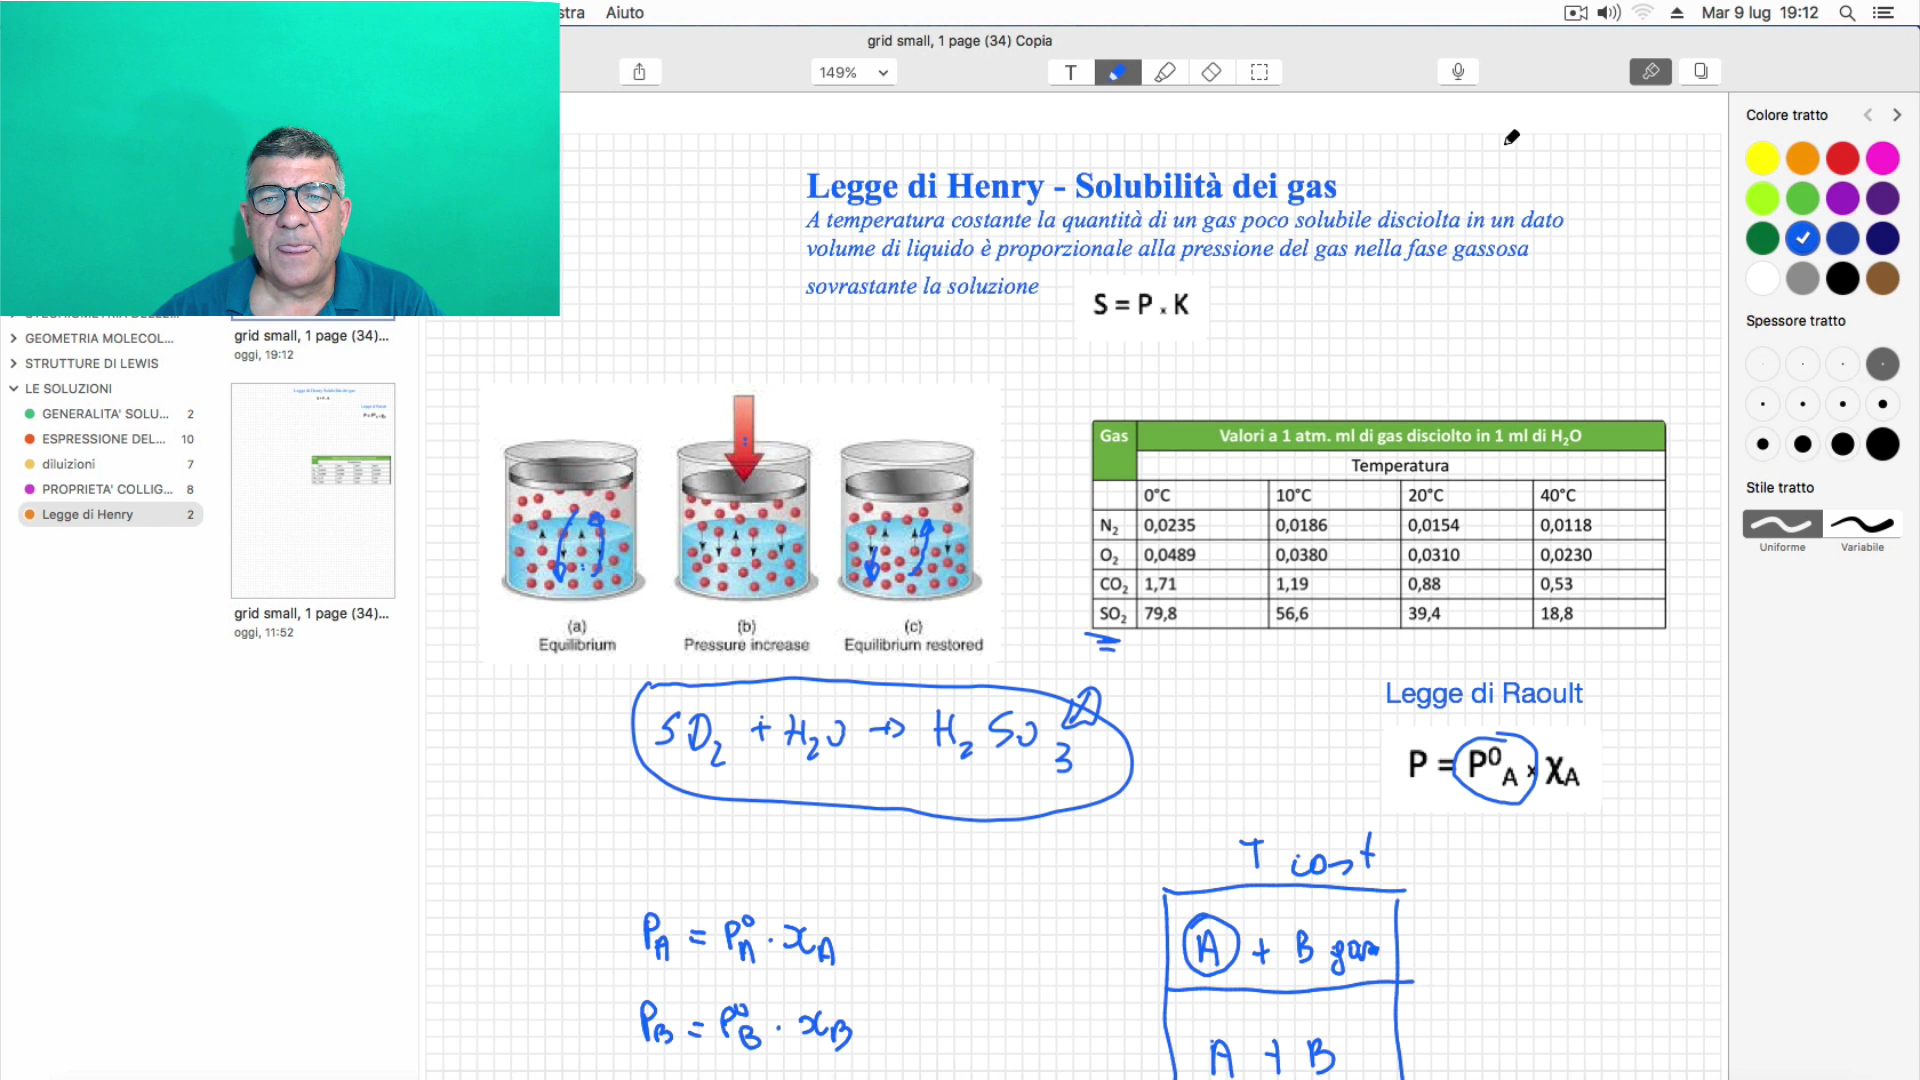 stra Aiuto
Mar 9 lug 19:12
grid small, 1 page (34) Copia
149%
T
Colore tratto
Spessore tratto
Stile tratto
Uniforme Variabile
GEOMETRIA MOLECOL...
STRUTTURE DI LEWIS
LE SOLUZIONI
GENERALITA' SOLU... 2
ESPRESSIONE DEL... 10
diluizioni 7
PROPRIETA' COLLIG... 8
Legge di Henry 2
grid small, 1 page (34)...
oggi, 19:12
grid small, 1 page (34)...
oggi, 11:52
Legge di Henry - Solubilità dei gas
A temperatura costante la quantità di un gas poco solubile disciolta in un dato
volume di liquido è proporzionale alla pressione del gas nella fase gassosa
sovrastante la soluzione
S = P × K
(a) (b) (c)
Equilibrium Pressure increase Equilibrium restored
Gas Valori a 1 atm. ml di gas disciolto in 1 ml di H₂O
Temperatura
0°C 10°C 20°C 40°C
N₂ 0,0235 0,0186 0,0154 0,0118
O₂ 0,0489 0,0380 0,0310 0,0230
CO₂ 1,71 1,19 0,88 0,53
SO₂ 79,8 56,6 39,4 18,8
SO₂ + H₂O → H₂SO₃
Legge di Raoult
P = P⁰A × χA
T cost
PA = P⁰A · xA
A + B gas
PB = P⁰B · xB
A + B